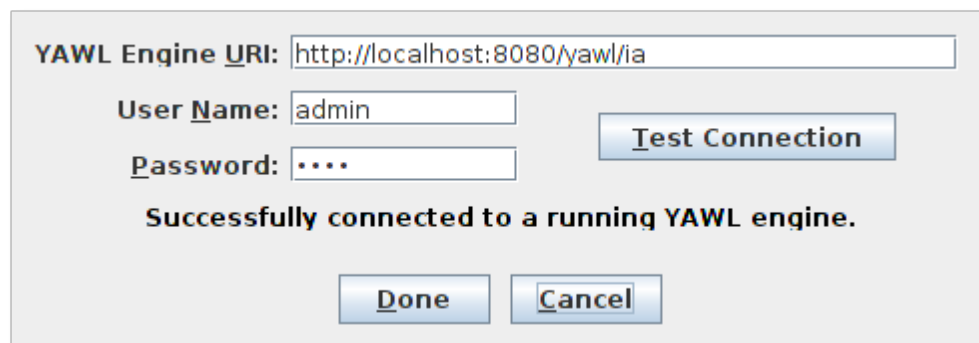 YAWL Engine URI: http://localhost:8080/yawl/ia
User Name: admin
Test Connection
Password: ••••
Successfully connected to a running YAWL engine.
Done Cancel